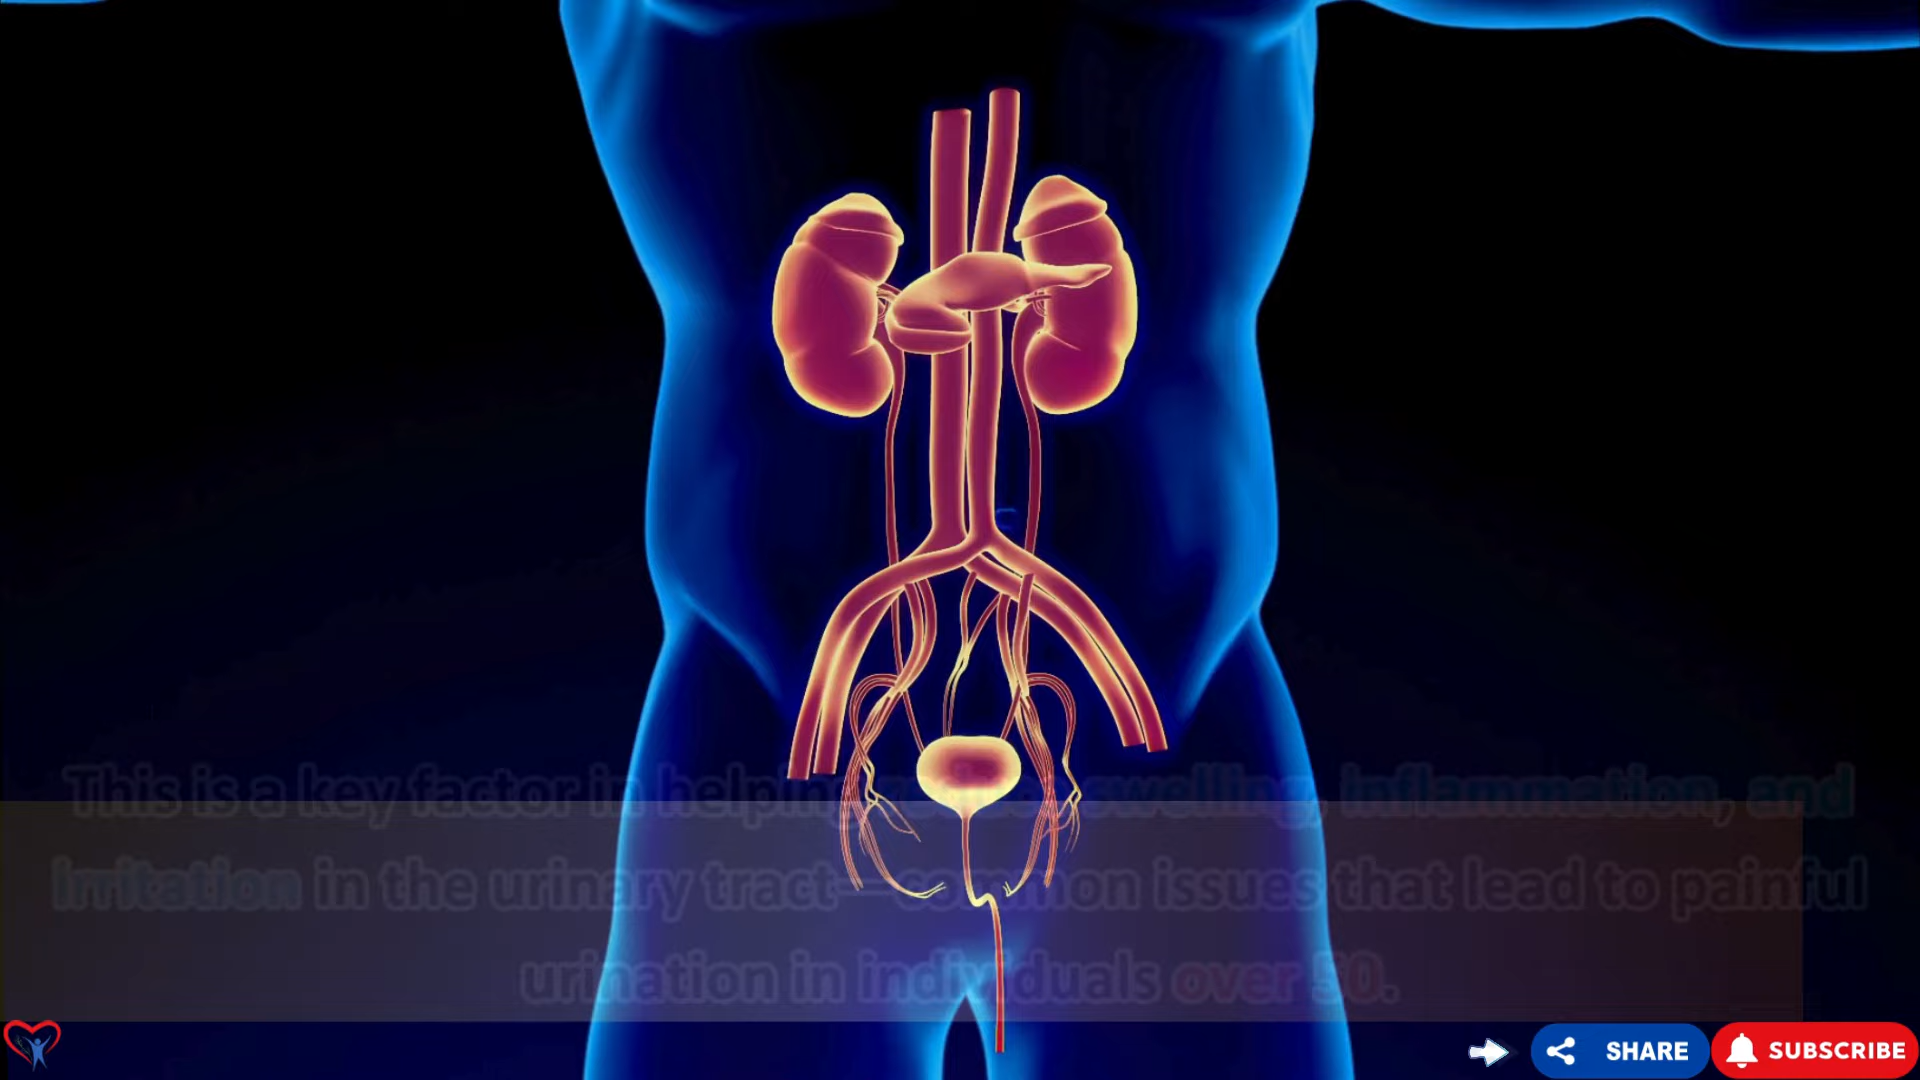 This is a key factor in helping swelling, inflammation, and
irritation in the urinary tract—common issues that lead to painful
urination in individuals over 50.
SHARE
SUBSCRIBE